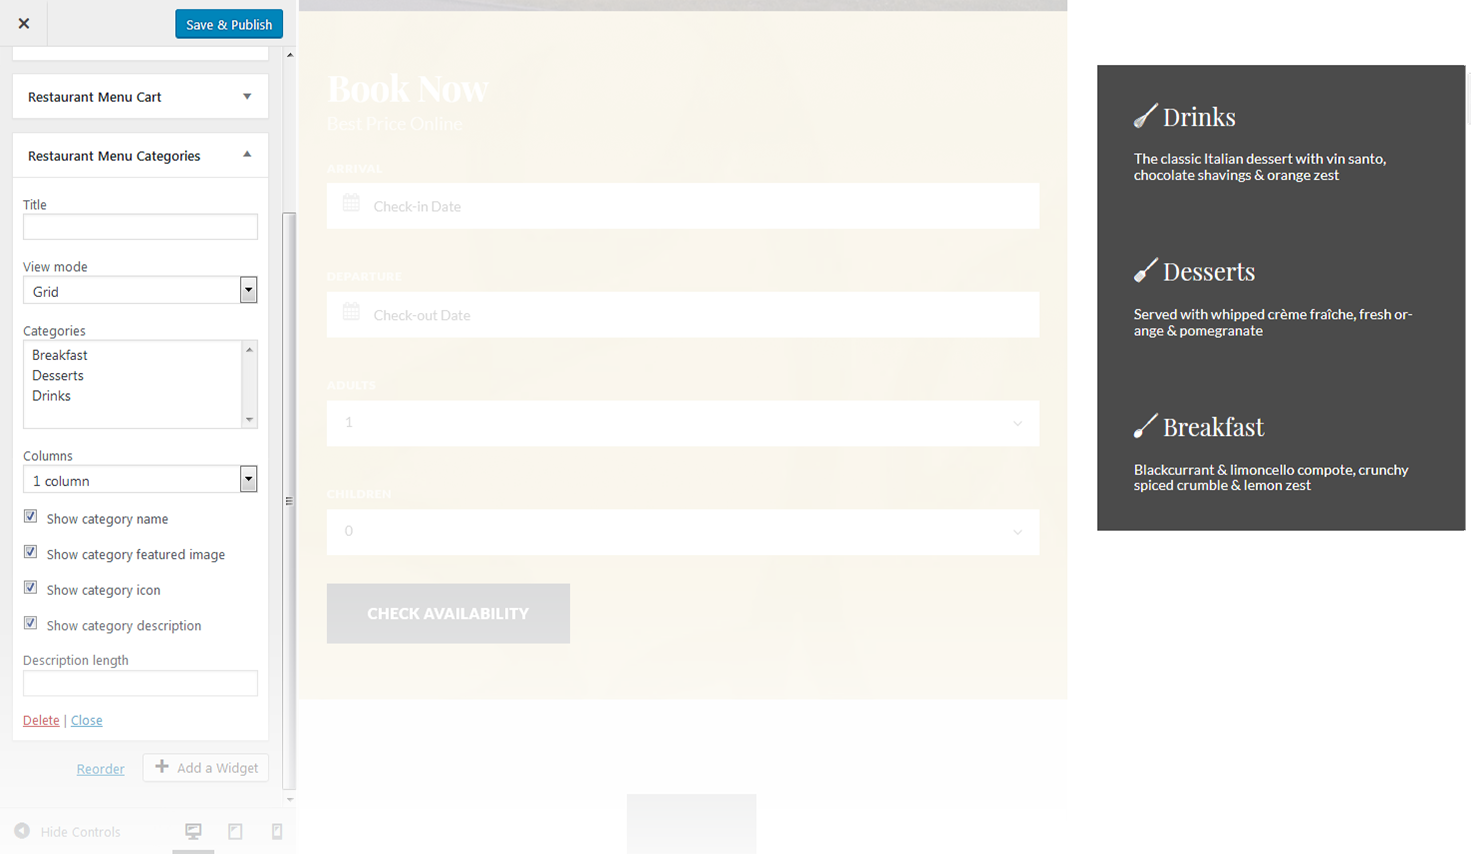 Save & Publish
Restaurant Menu Cart
Restaurant Menu Categories
Title
View mode
Grid
Categories
Breakfast
Desserts
Drinks
Columns
1 column
Show category name
Show category featured image
Show category icon
Show category description
Description length
Delete | Close
Reorder
Add a Widget
Hide Controls
Book Now
Best Price Online
ARRIVAL
Check-in Date
DEPARTURE
Check-out Date
ADULTS
1
CHILDREN
0
CHECK AVAILABILITY
Drinks
The classic Italian dessert with vin santo,
chocolate shavings & orange zest
Desserts
Served with whipped crème fraîche, fresh or-
ange & pomegranate
Breakfast
Blackcurrant & limoncello compote, crunchy
spiced crumble & lemon zest